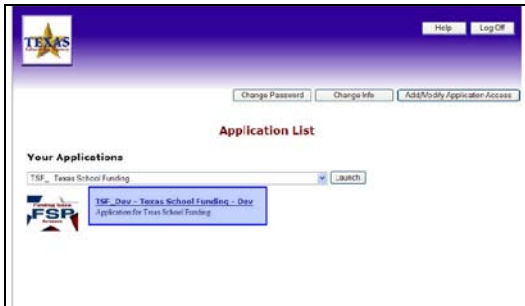 Help Log Off
TEXAS
Change Password Change Info Add/Modify Application Access
Application List
Your Applications
TSF_ Texas School Funding Launch
TSF_Dev - Texas School Funding - Dev
Application for Texas School Funding
FSP